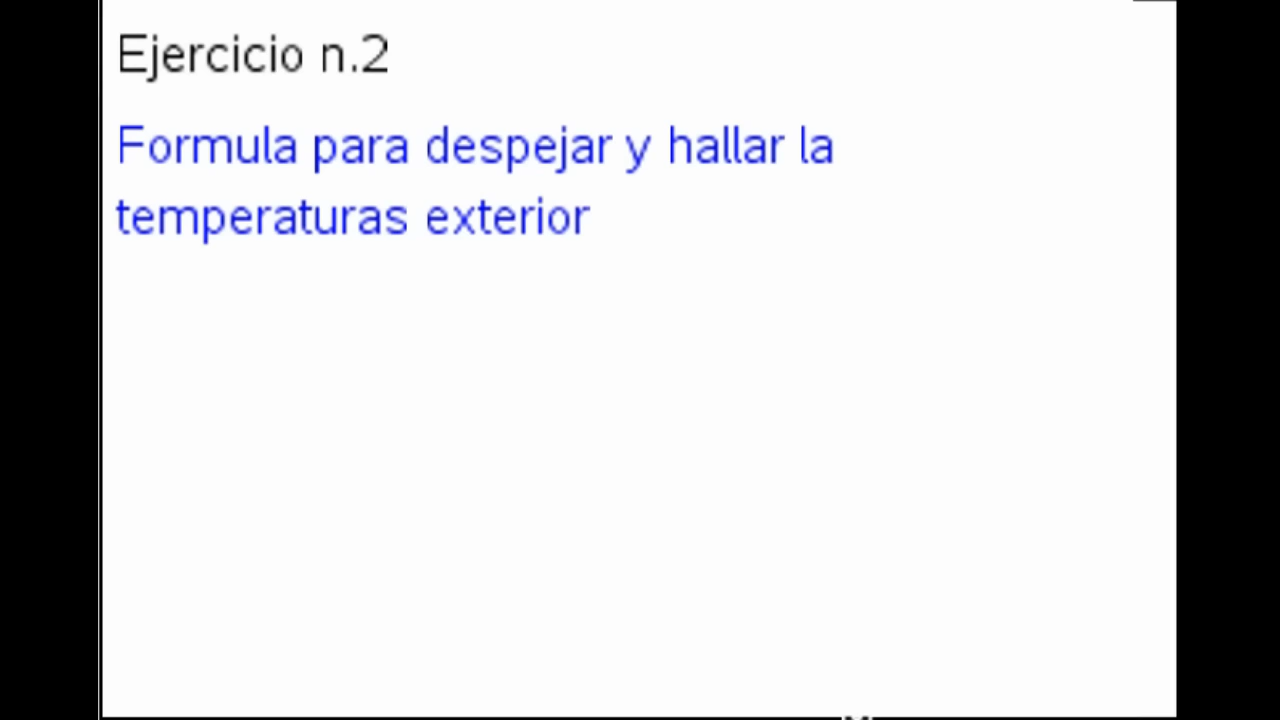 Ejercicio n.2
Formula para despejar y hallar la
temperaturas exterior